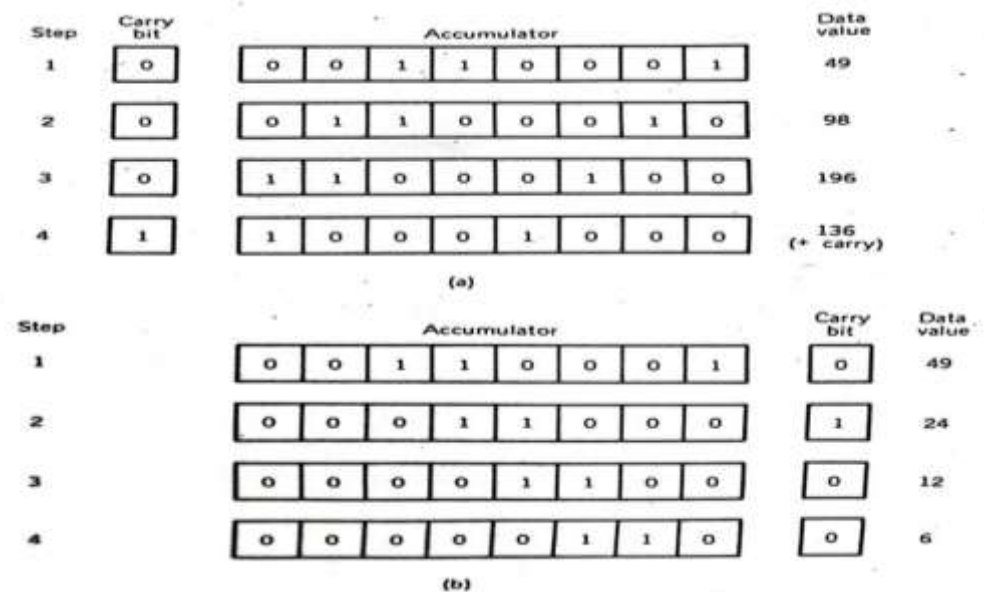 Step Carry bit Accumulator Data value
1 0 0 0 1 1 0 0 0 1 49
2 0 0 1 1 0 0 0 1 0 98
3 0 1 1 0 0 0 1 0 0 196
4 1 1 0 0 0 1 0 0 0 136 (+ carry)
(a)
Step Accumulator Carry bit Data value
1 0 0 1 1 0 0 0 1 0 49
2 0 0 0 1 1 0 0 0 1 24
3 0 0 0 0 1 1 0 0 0 12
4 0 0 0 0 0 1 1 0 0 6
(b)